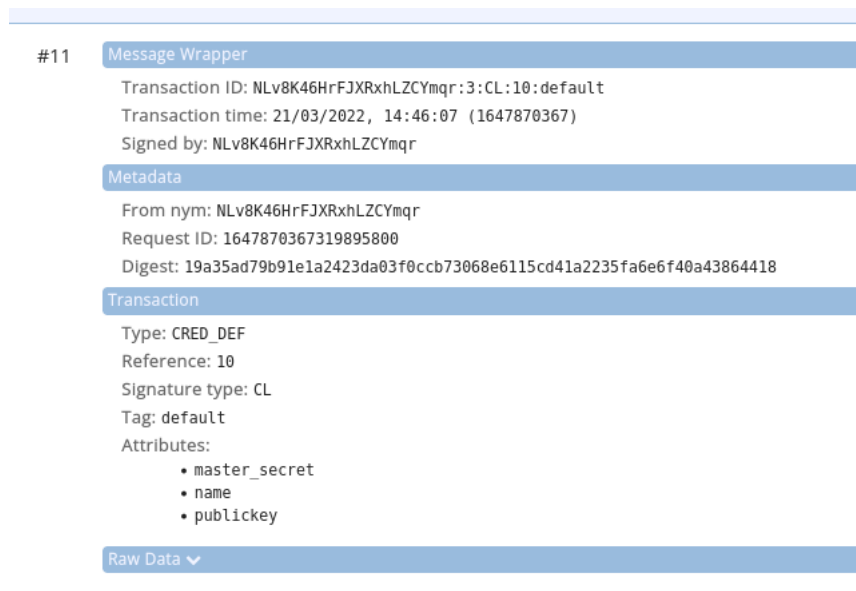 #11
Message Wrapper
Transaction ID: NLv8K46HrFJXRxhLZCYmqr:3:CL:10:default
Transaction time: 21/03/2022, 14:46:07 (1647870367)
Signed by: NLv8K46HrFJXRxhLZCYmqr
Metadata
From nym: NLv8K46HrFJXRxhLZCYmqr
Request ID: 1647870367319895800
Digest: 19a35ad79b91e1a2423da03f0ccb73068e6115cd41a2235fa6e6f40a43864418
Transaction
Type: CRED_DEF
Reference: 10
Signature type: CL
Tag: default
Attributes:
• master_secret
• name
• publickey
Raw Data